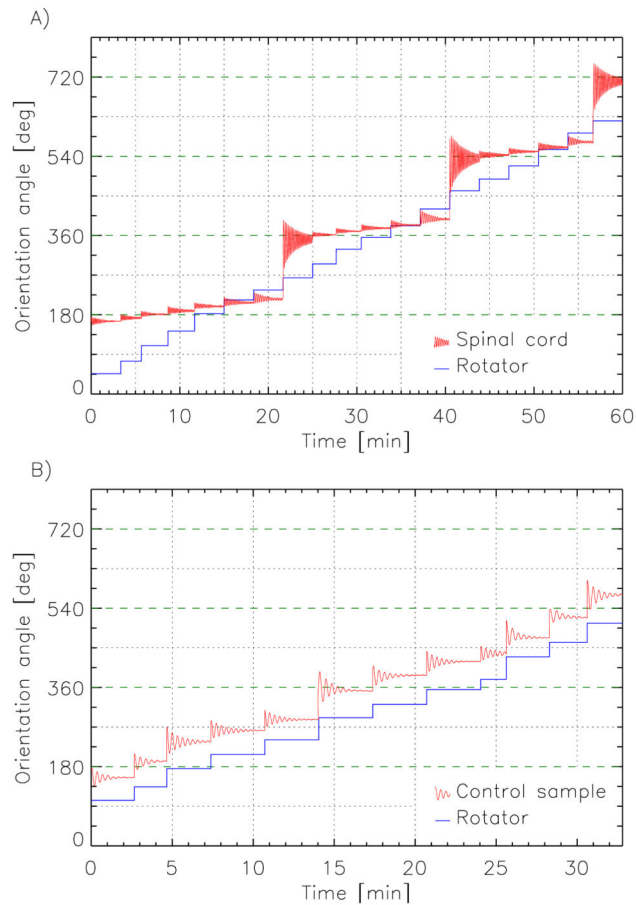 A)
Orientation angle [deg]
720
540
360
180
0
Spinal cord
Rotator
0 10 20 30 40 50 60
Time [min]
B)
Orientation angle [deg]
720
540
360
180
0
Control sample
Rotator
0 5 10 15 20 25 30
Time [min]